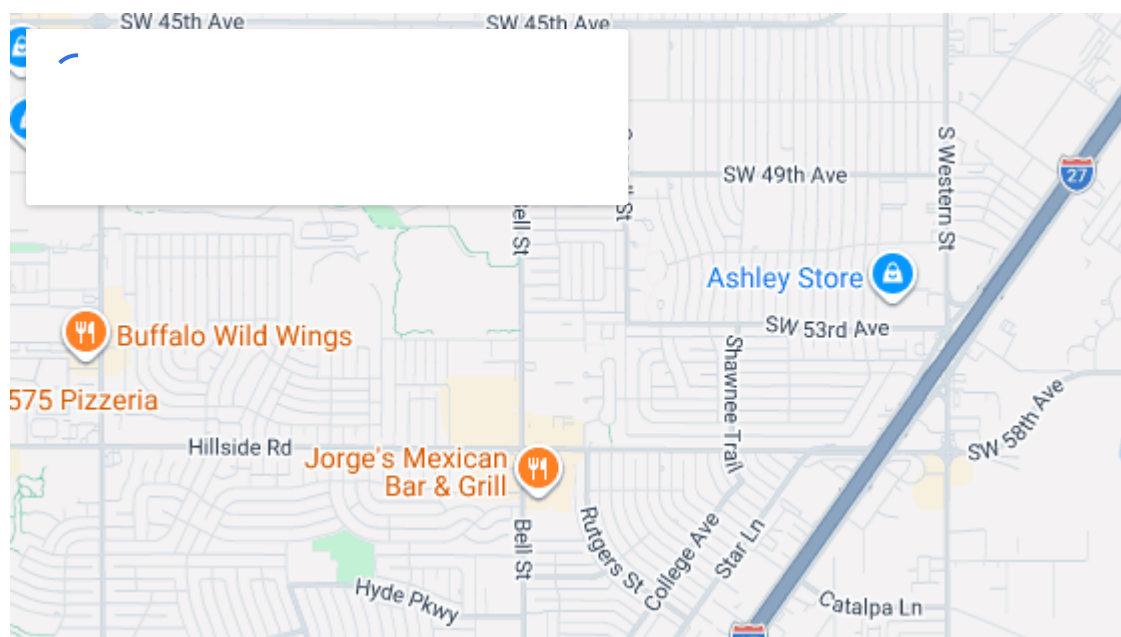 SW 45th Ave
SW 45th Ave
S Western St
27
SW 49th Ave
Bell St
Ashley Store
SW 53rd Ave
Buffalo Wild Wings
Shawnee Trail
575 Pizzeria
SW 58th Ave
Hillside Rd
Jorge's Mexican
Bar & Grill
Bell St
Rutgers St
College Ave
Star Ln
Hyde Pkwy
Catalpa Ln